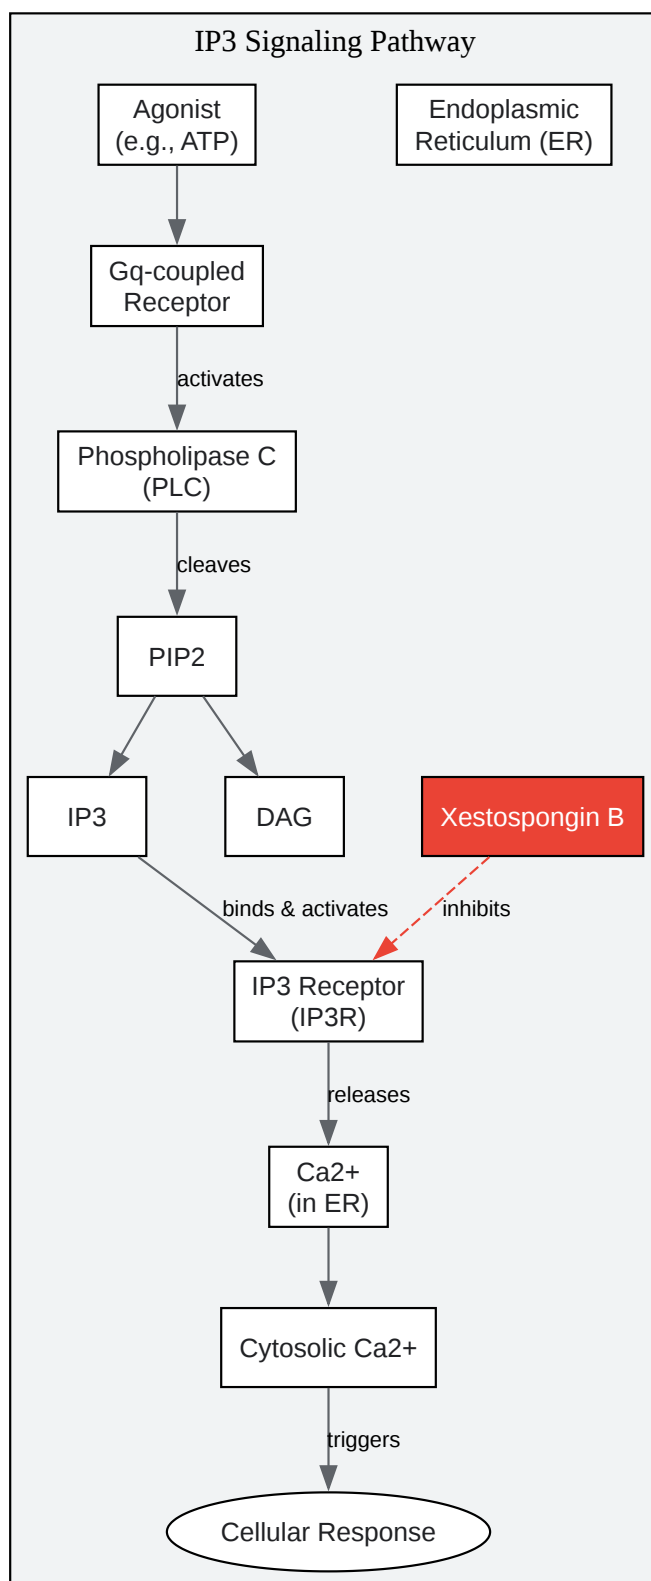 IP3 Signaling Pathway
Agonist
(e.g., ATP)
Endoplasmic
Reticulum (ER)
Gq-coupled
Receptor
activates
Phospholipase C
(PLC)
cleaves
PIP2
IP3
DAG
Xestospongin B
binds & activates
inhibits
IP3 Receptor
(IP3R)
releases
Ca2+
(in ER)
Cytosolic Ca2+
triggers
Cellular Response